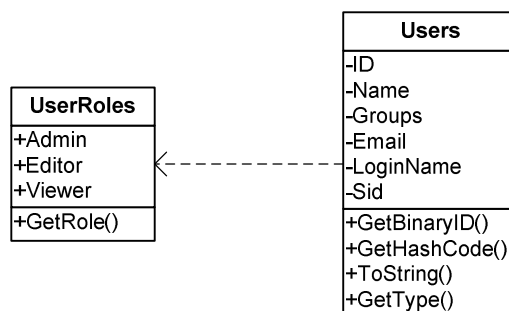 UserRoles
+Admin
+Editor
+Viewer
+GetRole()
Users
-ID
-Name
-Groups
-Email
-LoginName
-Sid
+GetBinaryID()
+GetHashCode()
+ToString()
+GetType()